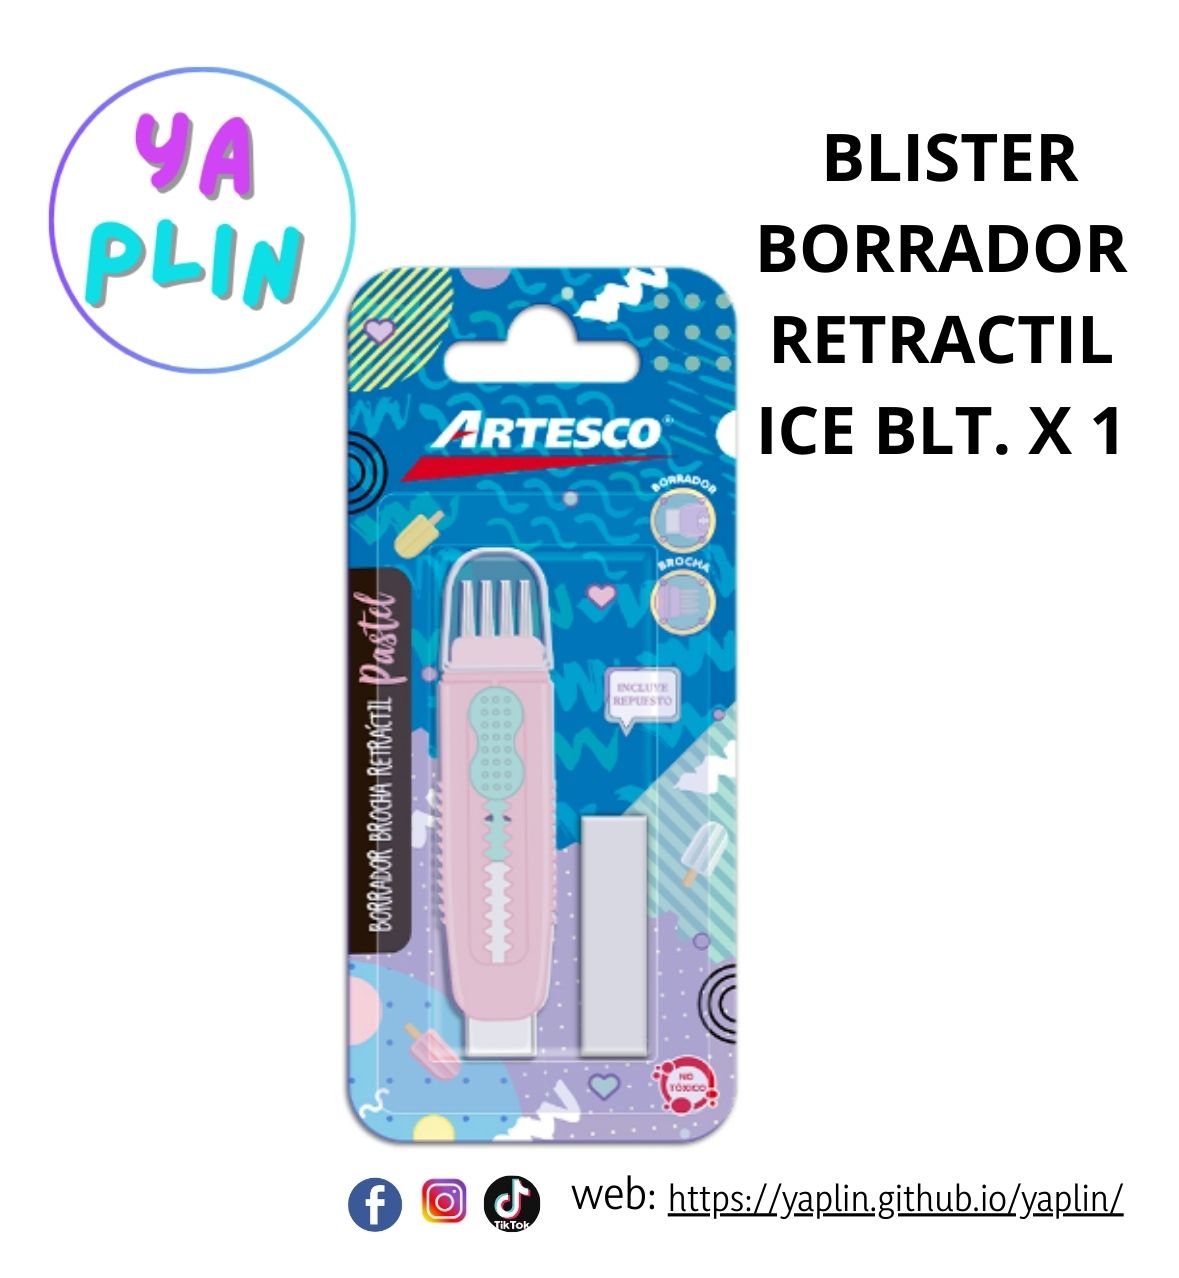 YA
PLIN
BLISTER
BORRADOR
RETRACTIL
ICE BLT. X 1
ARTESCO®
BORRADOR
BROCHA
INCLUYE
REPUESTO
BORRADOR BROCHA RETRÁCTIL Pastel
NO
TÓXICO
TikTok
web: https://yaplin.github.io/yaplin/